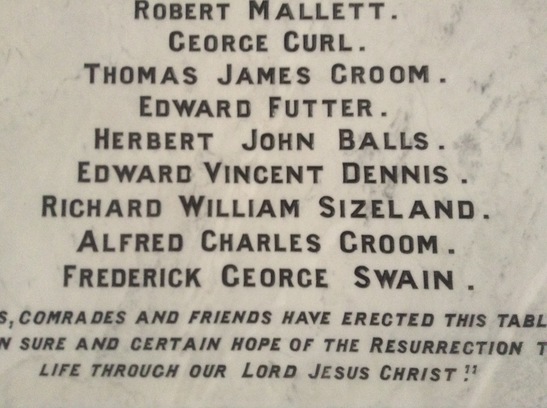 ROBERT MALLETT.
GEORGE CURL.
THOMAS JAMES GROOM.
EDWARD FUTTER.
HERBERT JOHN BALLS.
EDWARD VINCENT DENNIS.
RICHARD WILLIAM SIZELAND.
ALFRED CHARLES GROOM.
FREDERICK GEORGE SWAIN.
S, COMRADES AND FRIENDS HAVE ERECTED THIS TABL
N SURE AND CERTAIN HOPE OF THE RESURRECTION T
LIFE THROUGH OUR LORD JESUS CHRIST."